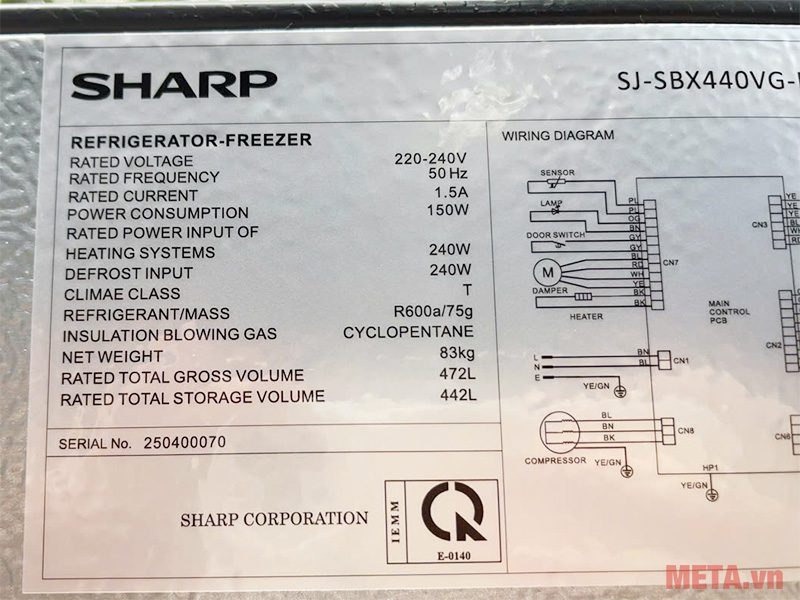 SHARP
SJ-SBX440VG-
REFRIGERATOR-FREEZER
RATED VOLTAGE 220-240V
RATED FREQUENCY 50 Hz
RATED CURRENT 1.5A
POWER CONSUMPTION 150W
RATED POWER INPUT OF
HEATING SYSTEMS 240W
DEFROST INPUT 240W
CLIMAE CLASS T
REFRIGERANT/MASS R600a/75g
INSULATION BLOWING GAS CYCLOPENTANE
NET WEIGHT 83kg
RATED TOTAL GROSS VOLUME 472L
RATED TOTAL STORAGE VOLUME 442L
SERIAL No. 250400070
SHARP CORPORATION
IEMM
E-0140
WIRING DIAGRAM
SENSOR
PL
LAMP
PL
OG
BN
DOOR SWITCH
GY
GY
BL
RD
M
WH
YE
DAMPER
BK
BK
HEATER
CN7
YE
YE
YE
BL
WH
RD
CN3
MAIN
CONTROL
PCB
CN2
L
BN
N
BL
CN1
E
YE/GN
BL
BN
BK
CN8
COMPRESSOR
YE/GN
HP1
YE/GN
CN6
META.vn